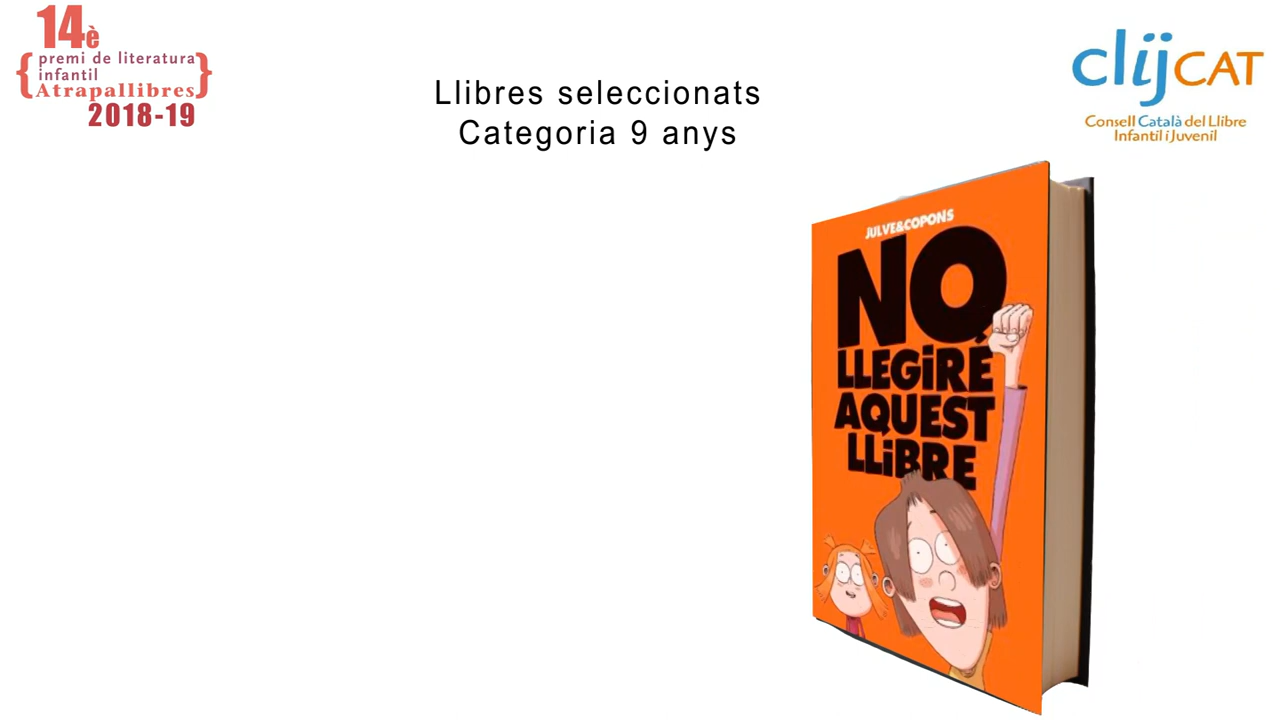 14è
premi de literatura
infantil
Atrapallibres
2018-19
Llibres seleccionats
Categoria 9 anys
clijCAT
Consell Català del Llibre
Infantil i Juvenil
JULVE&COPONS
NO
LLEGiRÉ
AQUEST
LLiBRE